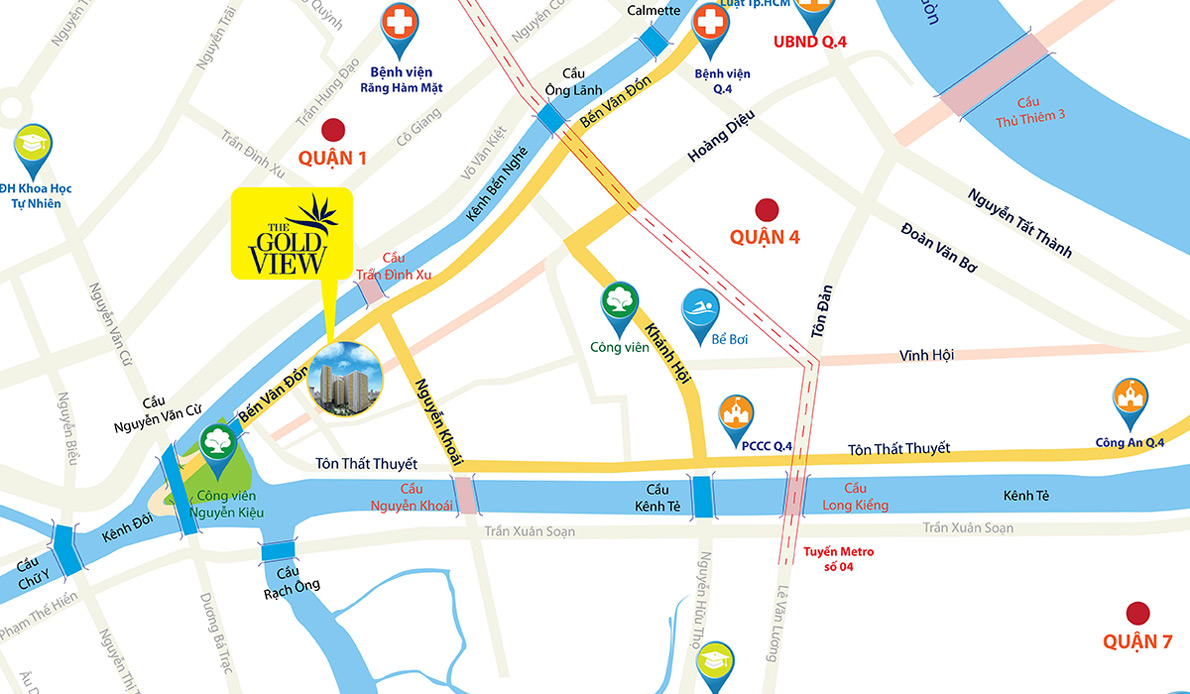 Nguyễn Trãi
Calmette
Luật Tp.HCM
UBND Q.4
Bệnh viện
Răng Hàm Mặt
Bệnh viện
Q.4
Cầu
Ông Lãnh
Bến Vân Đồn
Trần Hưng Đạo
Cô Giang
Võ Văn Kiệt
Hoàng Diệu
Cầu
Thủ Thiêm 3
QUẬN 1
Trần Đình Xu
ĐH Khoa Học
Tự Nhiên
Kênh Bến Nghé
THE
GOLD
VIEW
QUẬN 4
Nguyễn Tất Thành
Đoàn Văn Bơ
Cầu
Trần Đình Xu
Nguyễn Văn Cừ
Tôn Đản
Công viên
Khánh Hội
Bể Bơi
Vĩnh Hội
Cầu
Nguyễn Văn Cừ
Bến Vân Đồn
Nguyễn Khoái
Nguyễn Biểu
PCCC Q.4
Công An Q.4
Tôn Thất Thuyết
Tôn Thất Thuyết
Công viên
Nguyễn Kiệu
Cầu
Nguyễn Khoái
Cầu
Kênh Tẻ
Cầu
Long Kiểng
Kênh Tẻ
Kênh Đôi
Trần Xuân Soạn
Trần Xuân Soạn
Cầu
Chữ Y
Cầu
Rạch Ông
Tuyến Metro
số 04
Phạm Thế Hiển
Dương Bá Trạc
Nguyễn Hữu Thọ
Lê Văn Lương
QUẬN 7
Nguyễn Thị